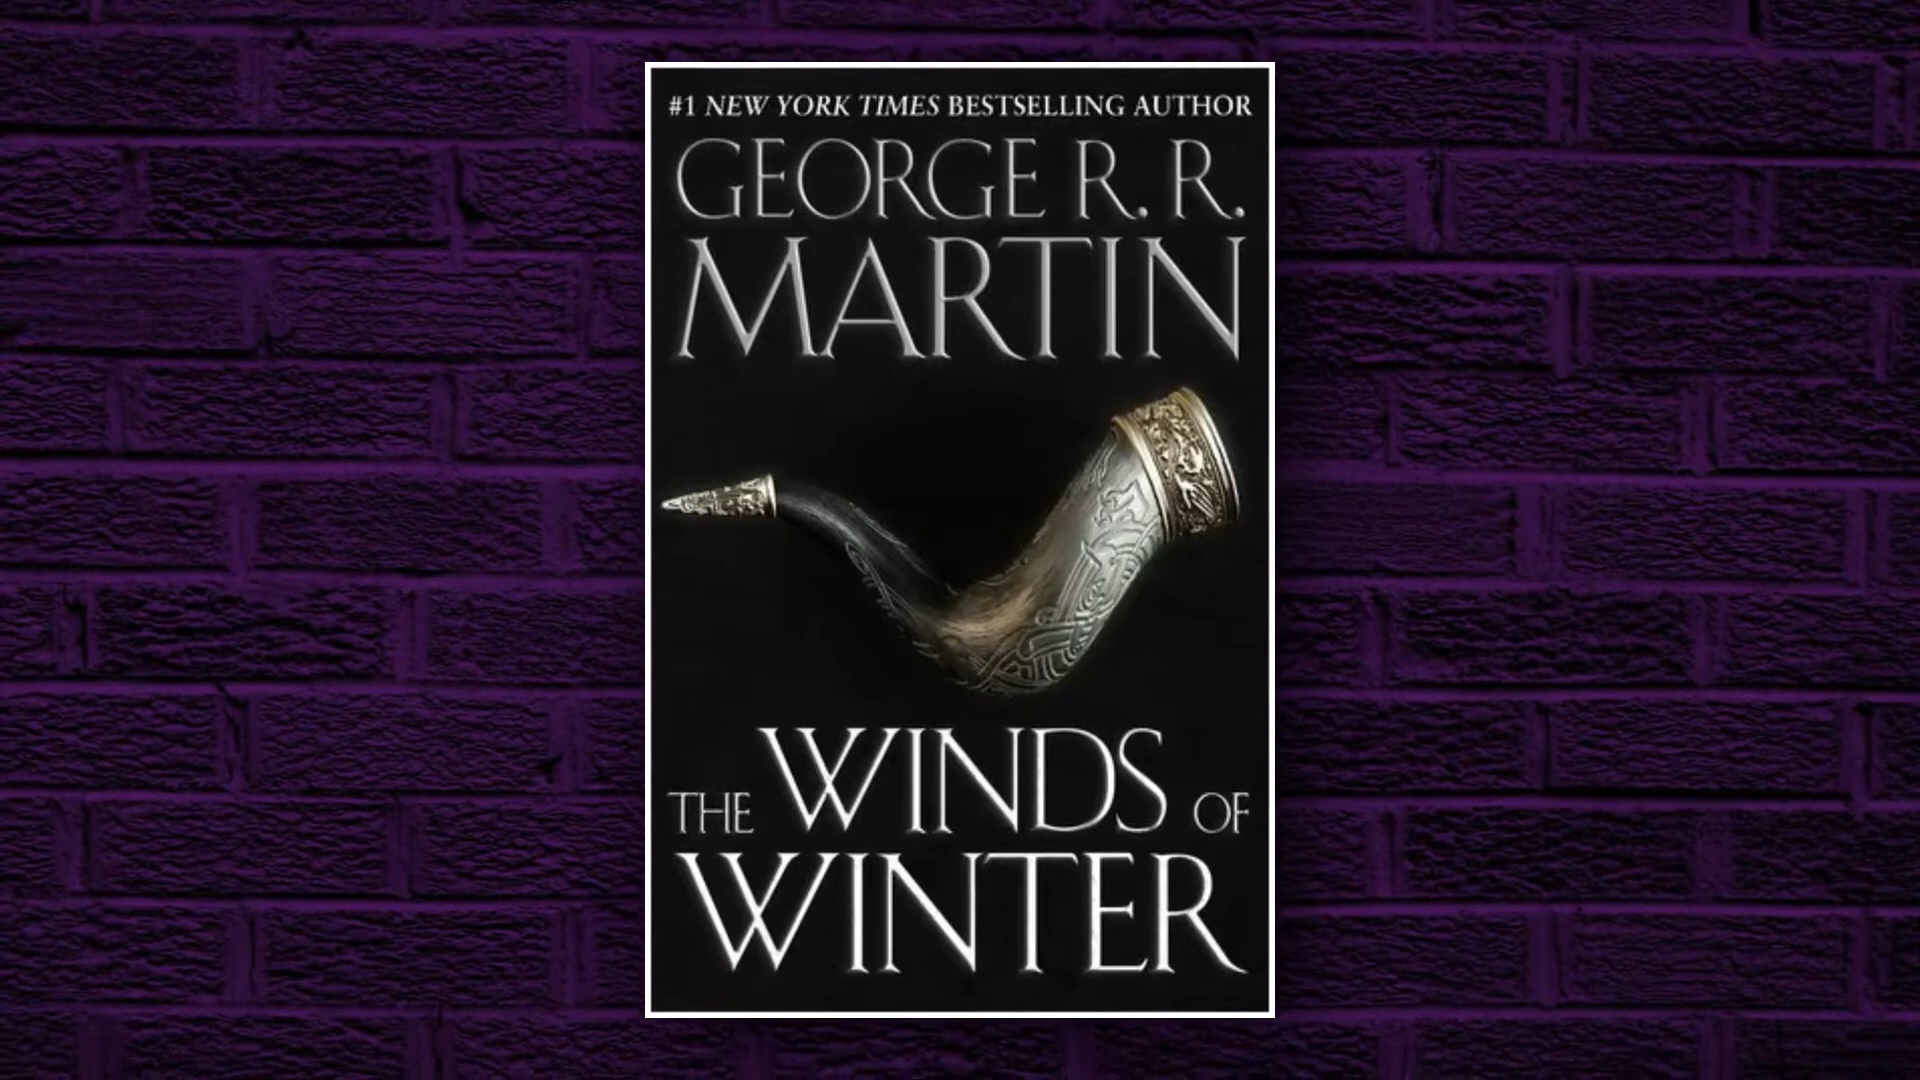 #1 NEW YORK TIMES BESTSELLING AUTHOR
GEORGE R. R.
MARTIN
THE WINDS OF
WINTER